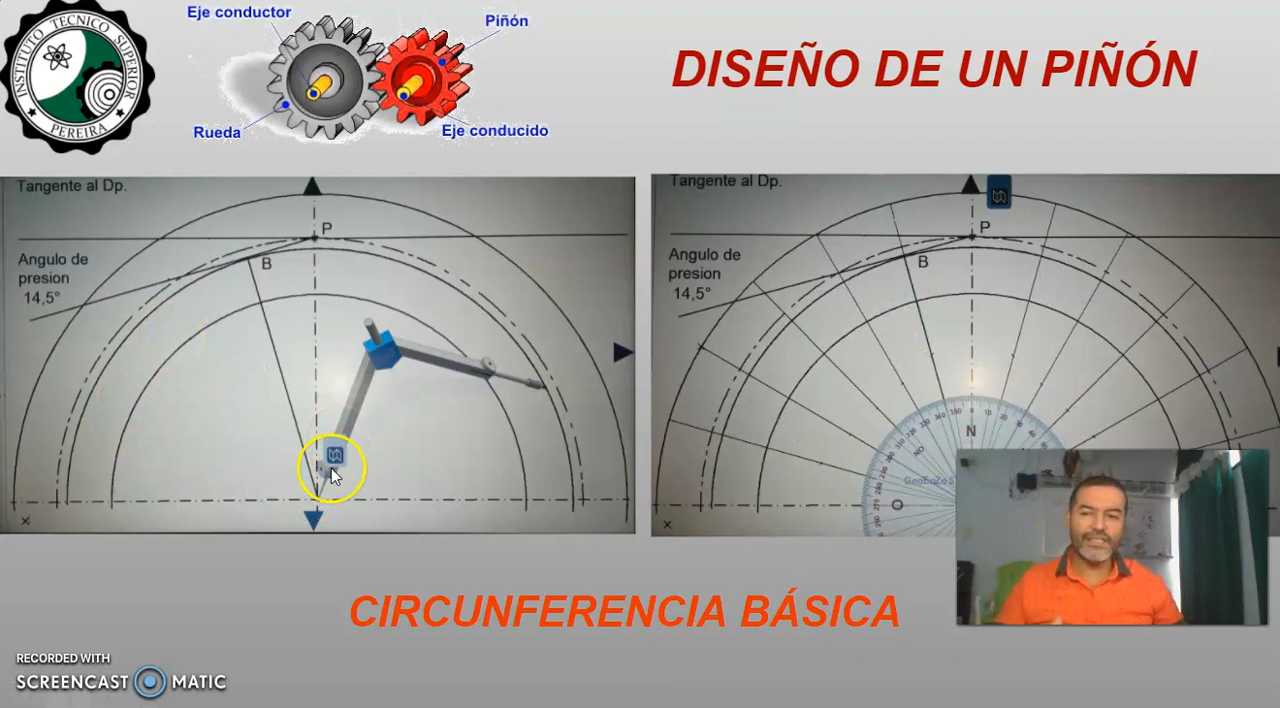 INSTITUTO TECNICO SUPERIOR
PEREIRA
Eje conductor
Piñón
Rueda
Eje conducido
DISEÑO DE UN PIÑÓN
Tangente al Dp.
P
B
Angulo de
presion
14,5°
Tangente al Dp.
P
B
Angulo de
presion
14,5°
N
NO
O
CIRCUNFERENCIA BÁSICA
RECORDED WITH
SCREENCAST MATIC